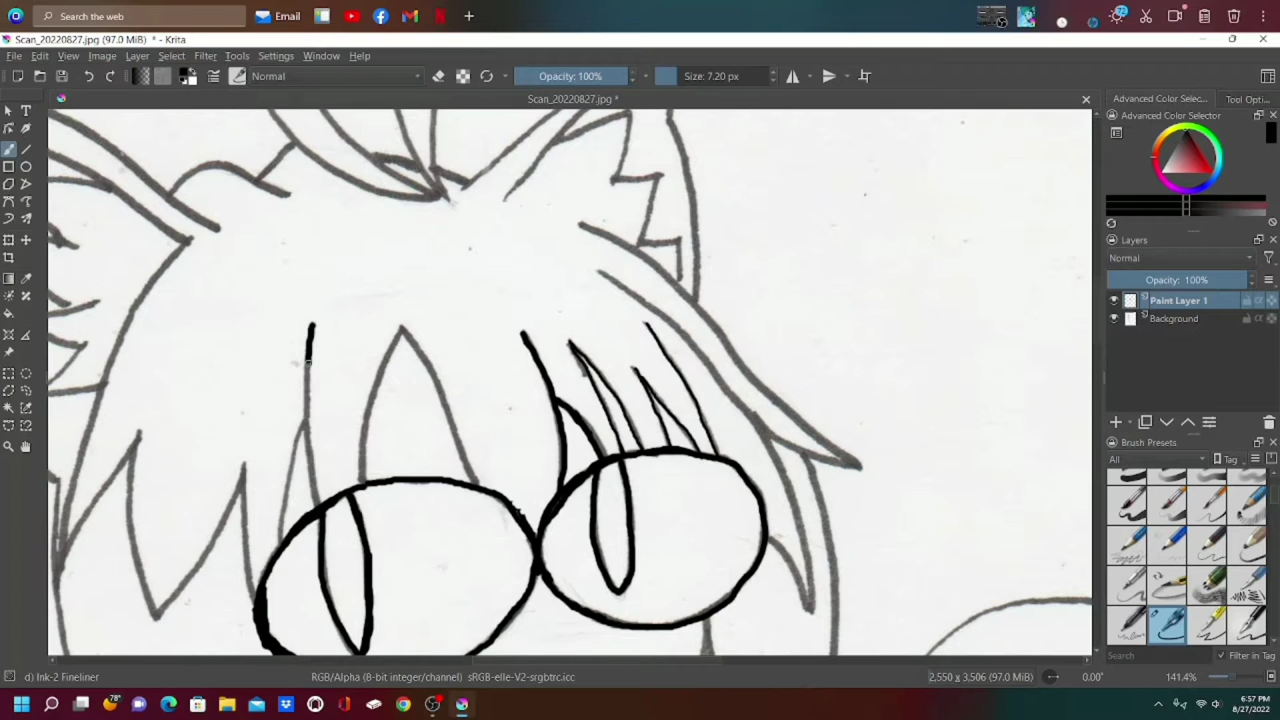 Search the web
Email
72
Scan_20220827.jpg (97.0 MiB) * - Krita
File Edit View Image Layer Select Filter Tools Settings Window Help
Normal
Opacity: 100%
Size: 7.20 px
Scan_20220827.jpg *
Advanced Color Selec...
Tool Opti...
Advanced Color Selector
Layers
Normal
Opacity: 100%
Paint Layer 1
Background
Brush Presets
All
Tag
Search
Filter in Tag
d) Ink-2 Fineliner
RGB/Alpha (8-bit integer/channel) sRGB-elle-V2-srgbtrc.icc
2,550 x 3,506 (97.0 MiB)
0.00°
141.4%
78°
6:57 PM
8/27/2022